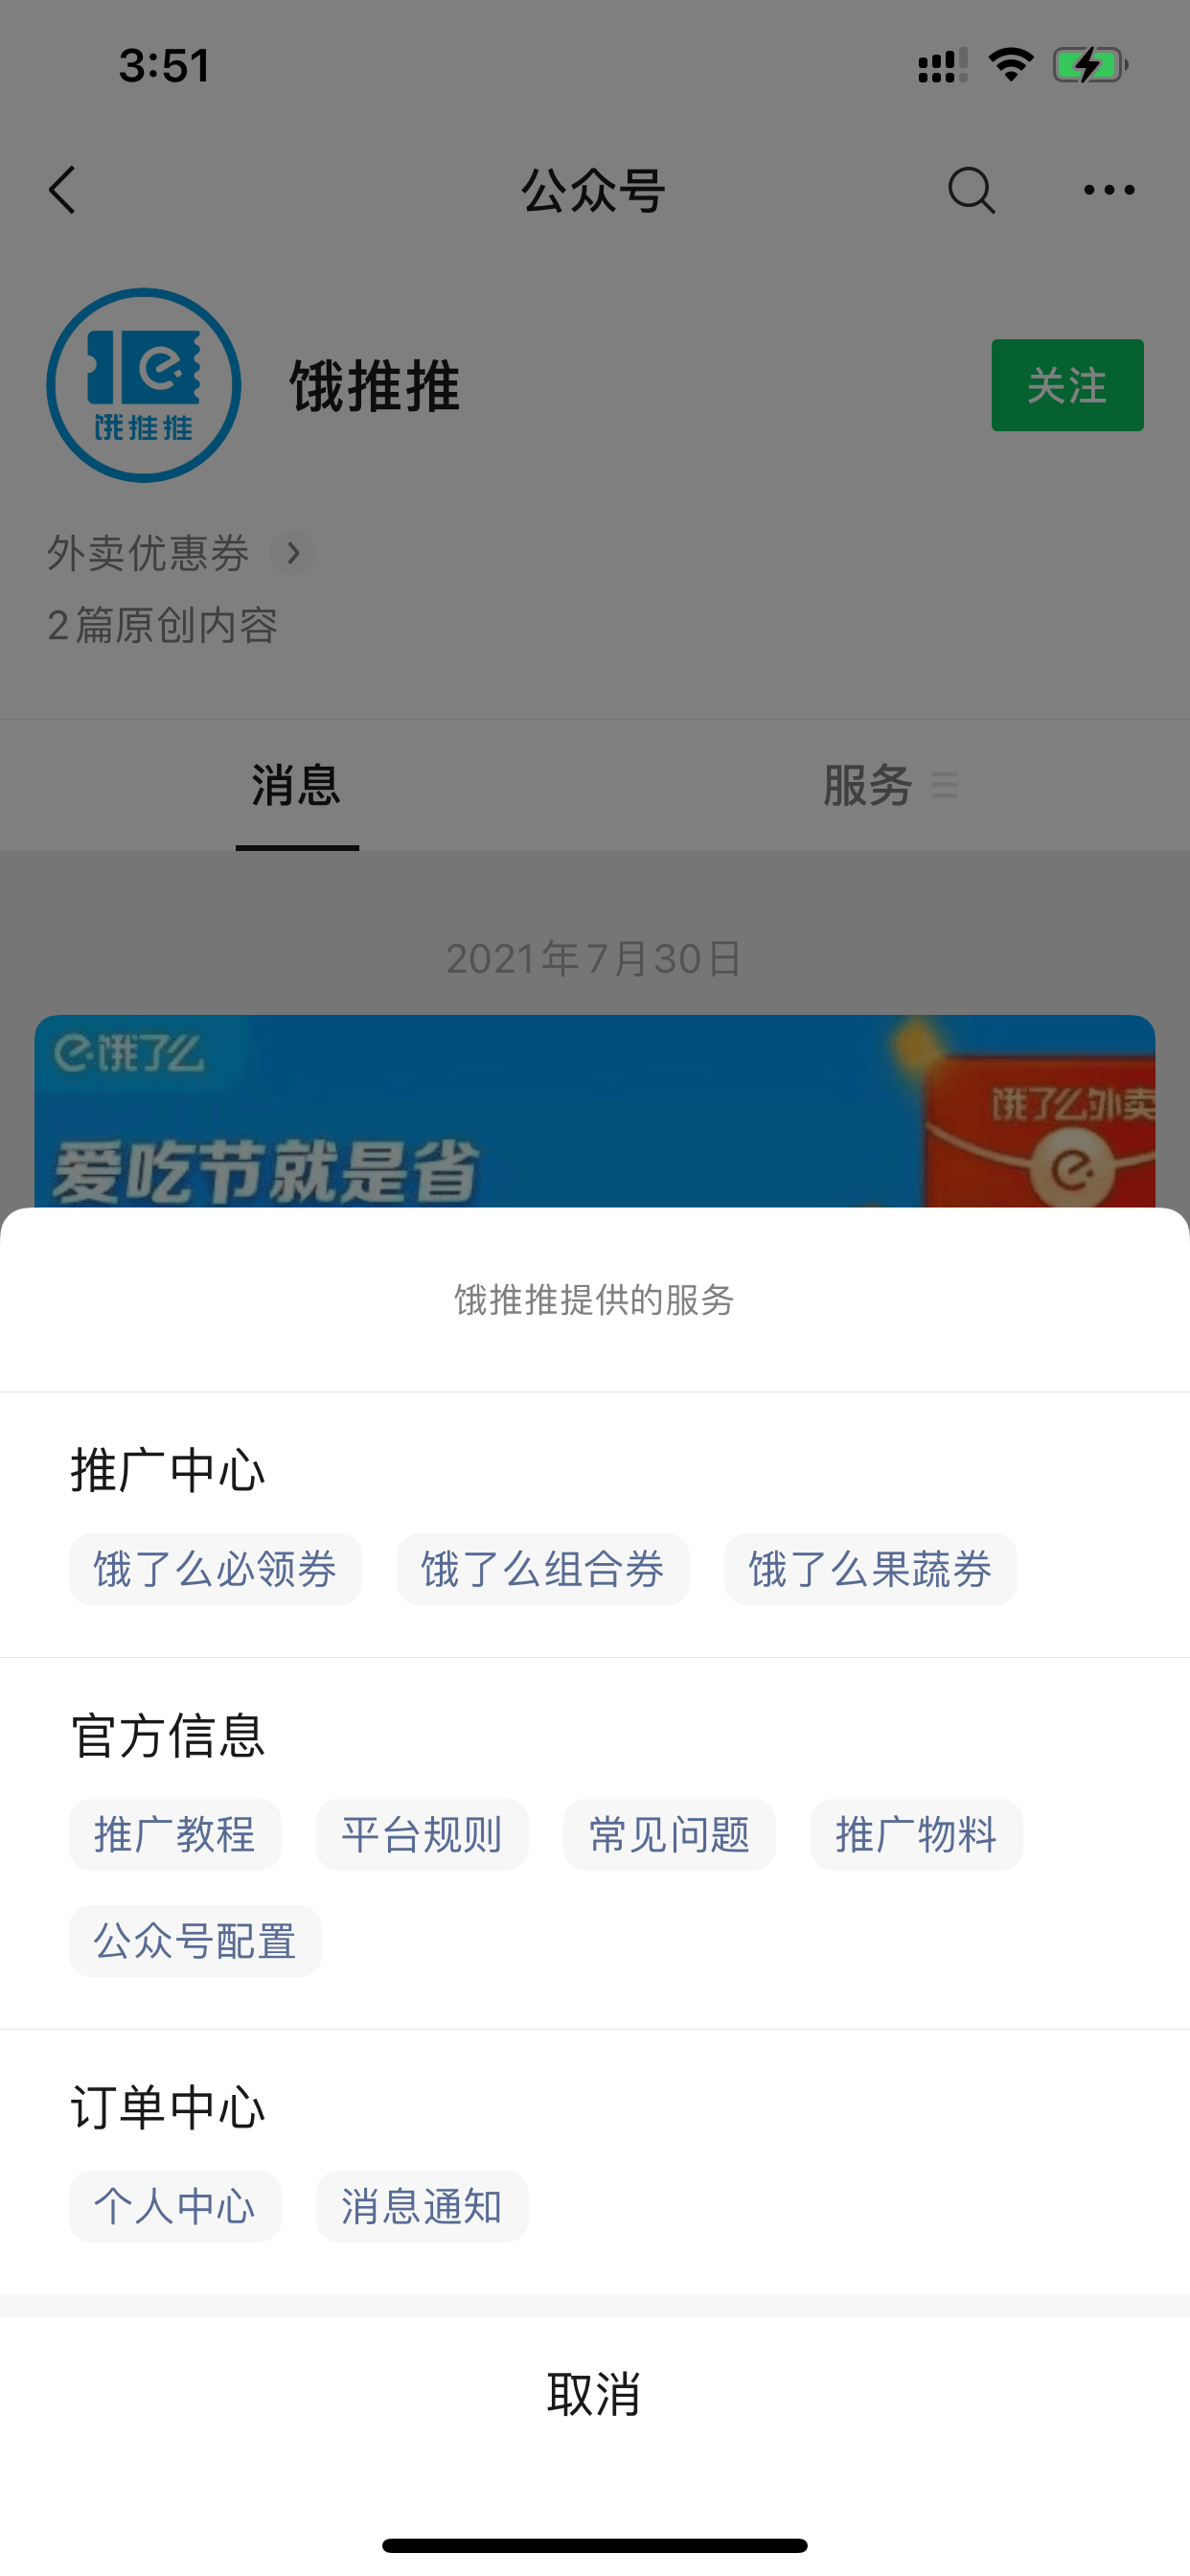 3:51
公众号
饿推推
饿推推
关注
外卖优惠券
2篇原创内容
消息
服务
2021年7月30日
饿了么
饿了么外卖
爱吃节就是省
饿推推提供的服务
推广中心
饿了么必领券 饿了么组合券 饿了么果蔬券
官方信息
推广教程 平台规则 常见问题 推广物料
公众号配置
订单中心
个人中心 消息通知
取消